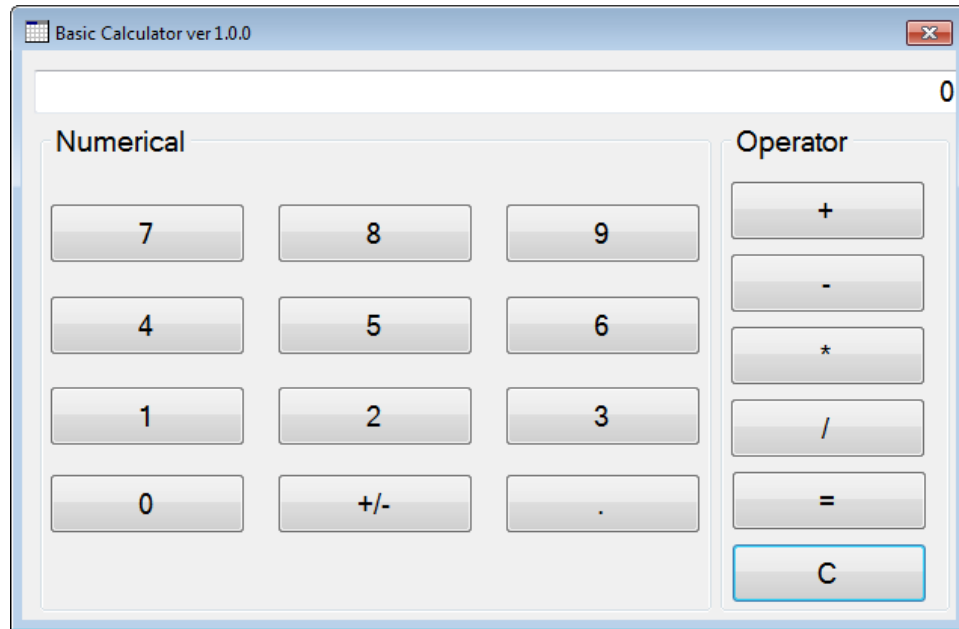 Basic Calculator ver 1.0.0
0
Numerical
7 8 9
4 5 6
1 2 3
0 +/- .
Operator
+
-
*
/
=
C